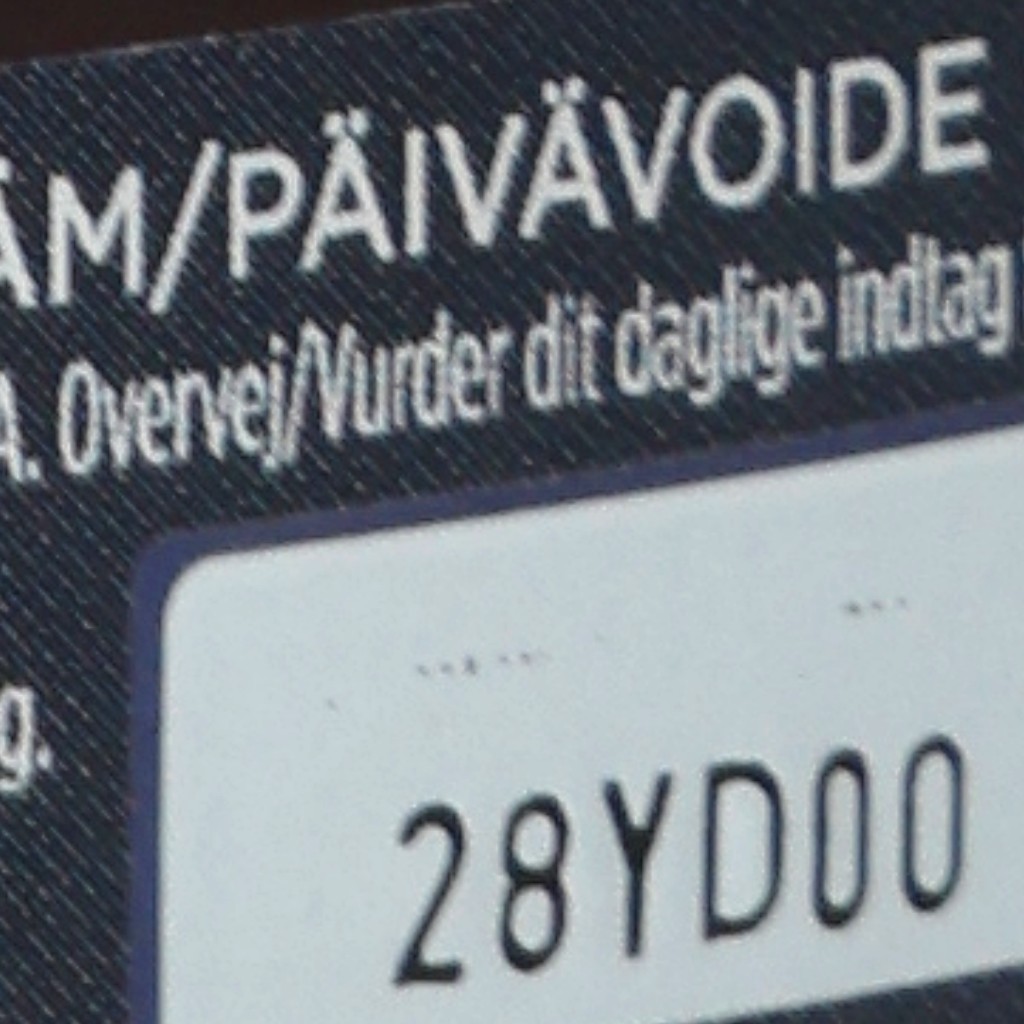 ÄM/PÄIVÄVOIDE
A. Overvej/Vurder dit daglige indtag
g.
28YD00